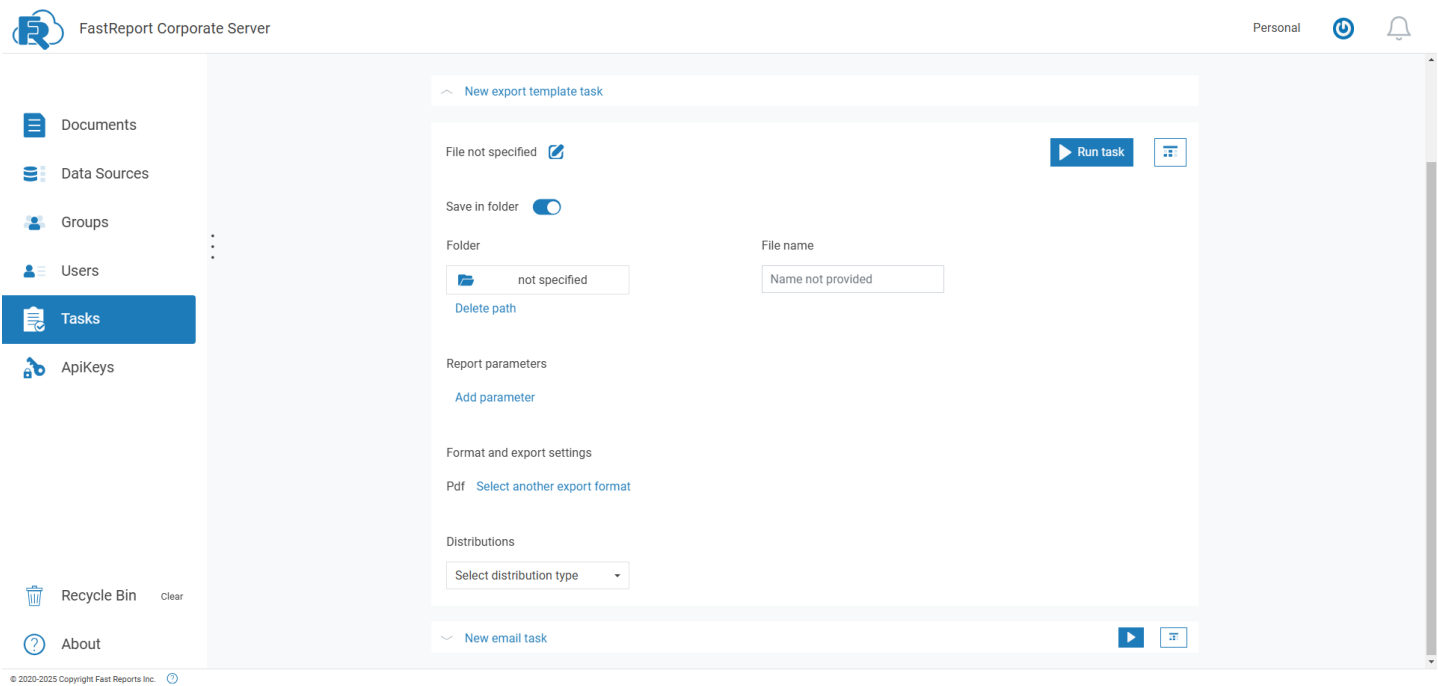 FastReport Corporate Server
Personal
Documents
Data Sources
Groups
Users
Tasks
ApiKeys
Recycle Bin Clear
About
New export template task
File not specified
Run task
Save in folder
Folder
File name
not specified
Name not provided
Delete path
Report parameters
Add parameter
Format and export settings
Pdf Select another export format
Distributions
Select distribution type
New email task
© 2020-2025 Copyright Fast Reports Inc.